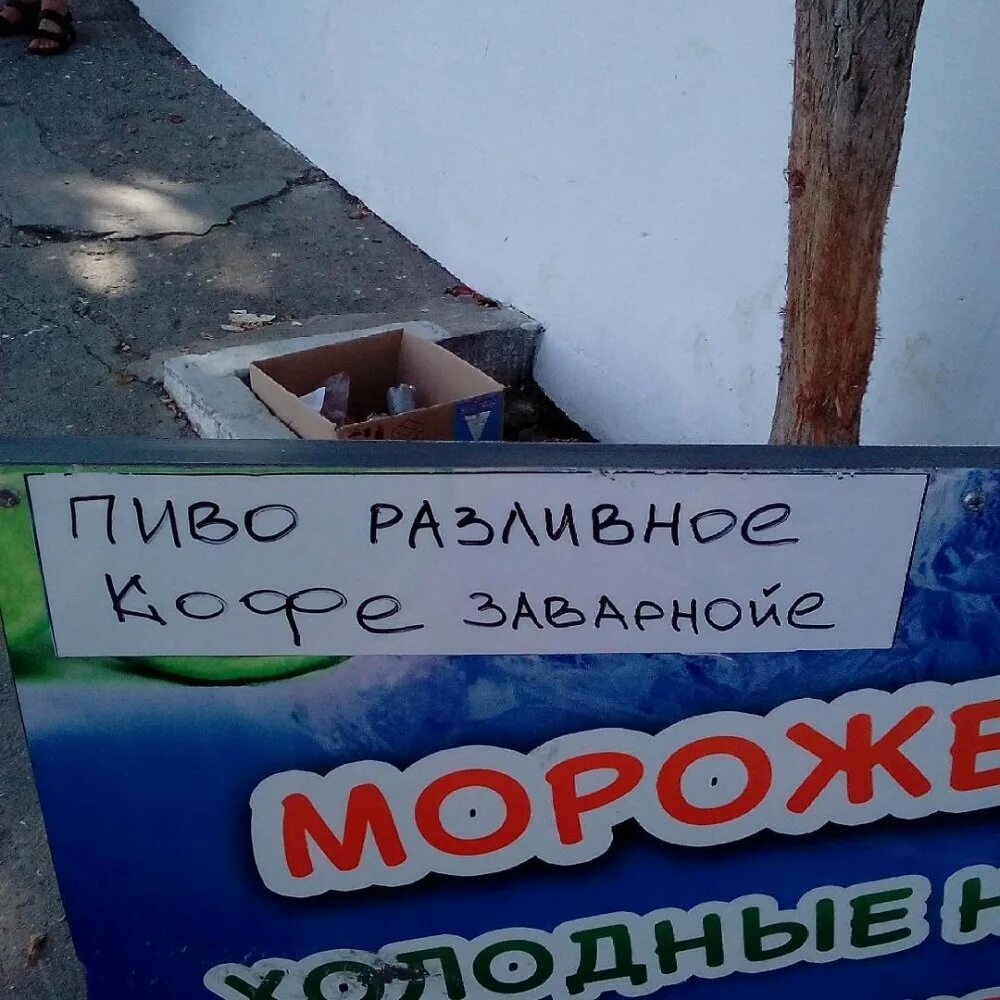 ПИВО РАЗЛИВНОЕ
КОФЕ ЗАВАРНОЙЕ
МОРОЖЕ
ХОЛОДНЫЕ Н